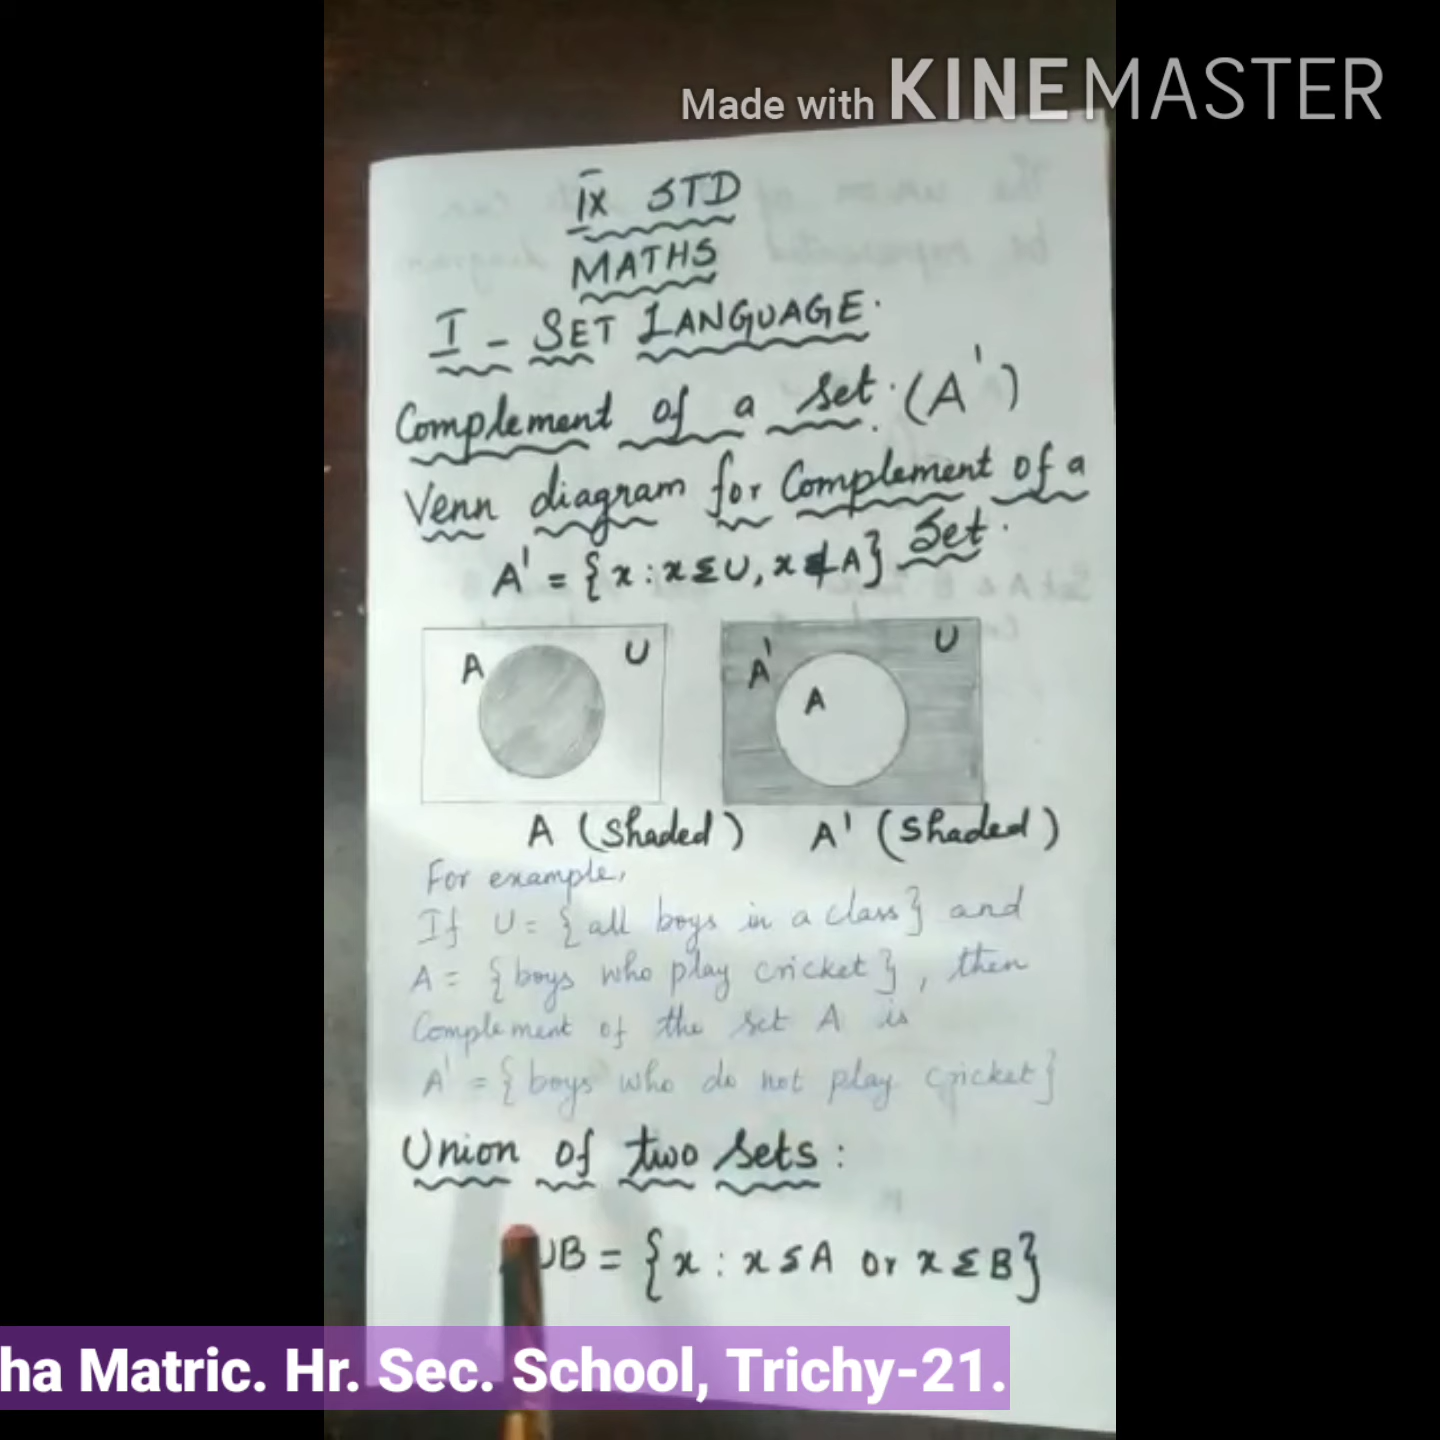 Made with KINEMASTER
IX STD
MATHS
I - SET LANGUAGE.
Complement of a set. (A')
Venn diagram for Complement of a
Set.
A' = {x : x Σ U, x ∉ A}
A U
A' A U
A (Shaded) A' (Shaded)
For example,
If U = {all boys in a class} and
A = {boys who play cricket}, then
Complement of the set A is
A' = {boys who do not play cricket}
Union of two sets :
UB = {x : x Σ A or x Σ B}
ha Matric. Hr. Sec. School, Trichy-21.